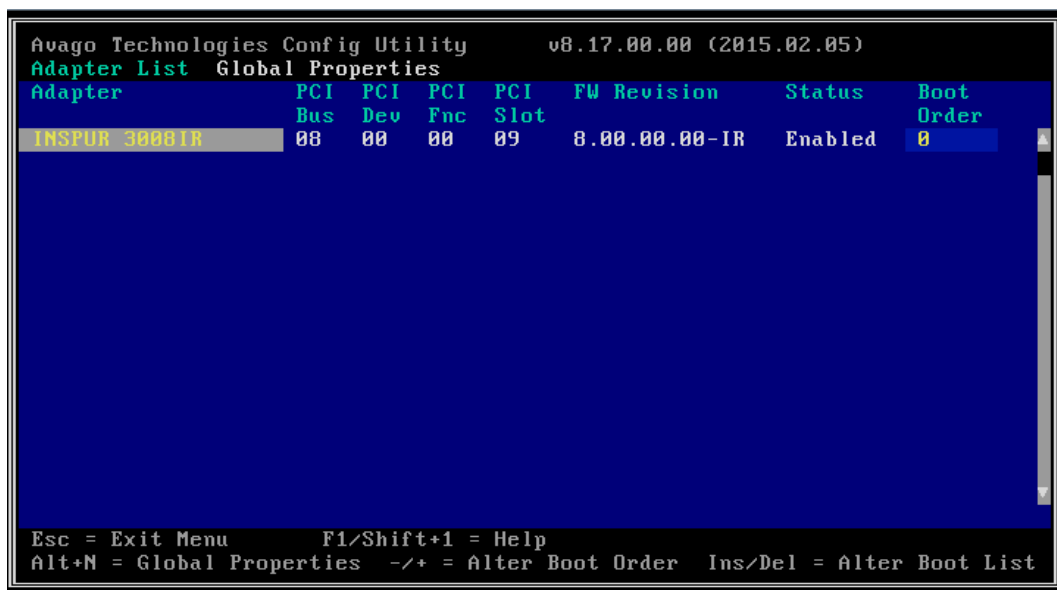 Avago Technologies Config Utility v8.17.00.00 (2015.02.05)
Adapter List Global Properties
Adapter PCI PCI PCI PCI FW Revision Status Boot
Bus Dev Fnc Slot Order
INSPUR 3008IR 08 00 00 09 8.00.00.00-IR Enabled 0
Esc = Exit Menu F1/Shift+1 = Help
Alt+N = Global Properties -/+ = Alter Boot Order Ins/Del = Alter Boot List